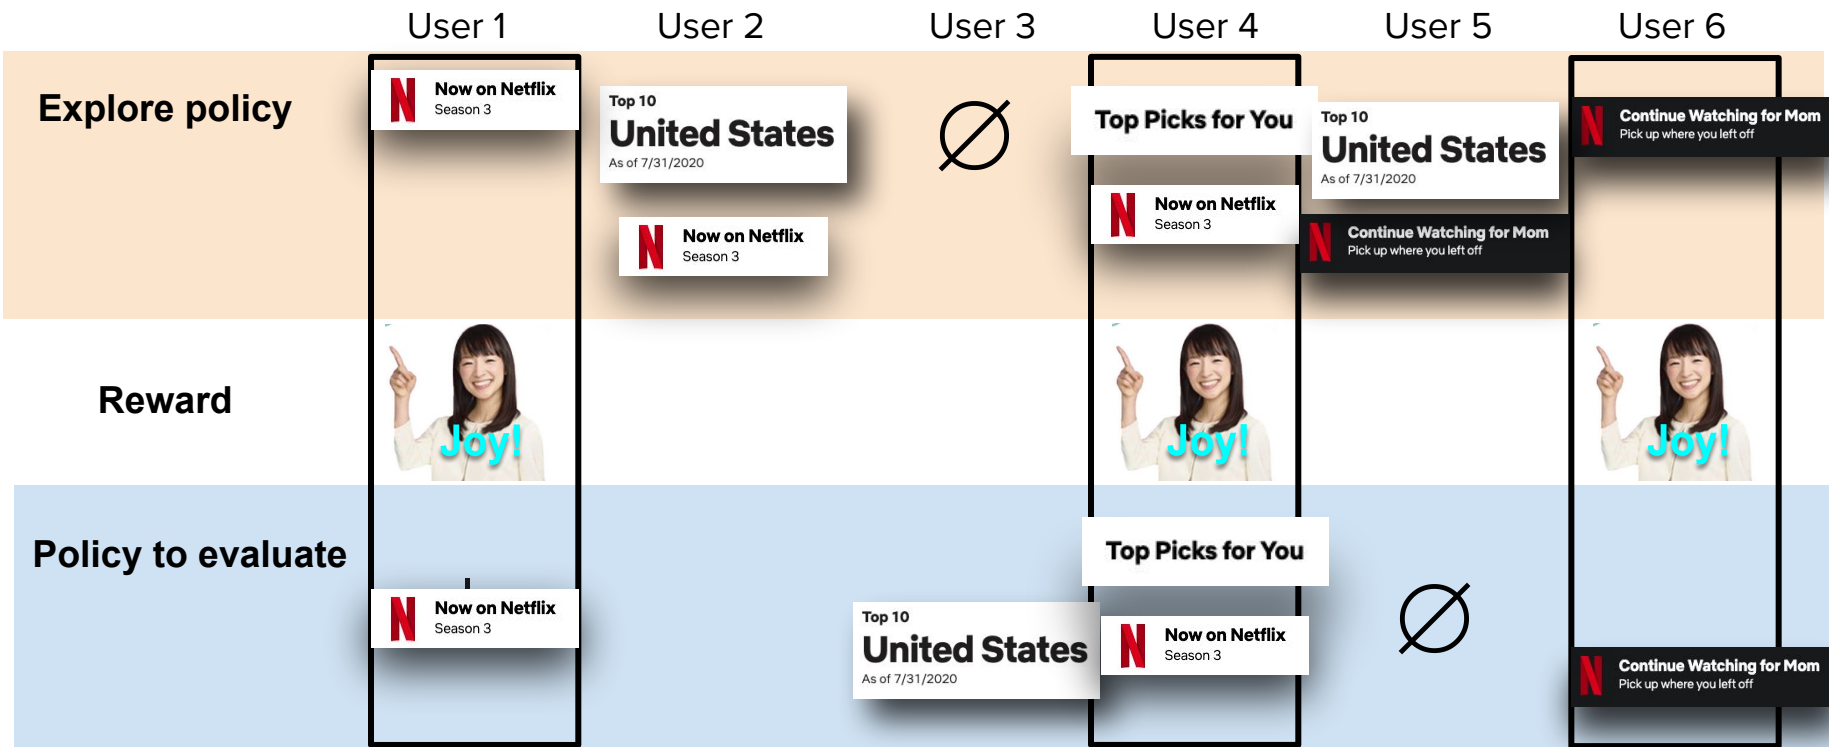 User 1
User 2
User 3
User 4
User 5
User 6
Explore policy
Now on Netflix
Season 3
Top 10
United States
As of 7/31/2020
Now on Netflix
Season 3
∅
Top Picks for You
Now on Netflix
Season 3
Top 10
United States
As of 7/31/2020
Continue Watching for Mom
Pick up where you left off
Continue Watching for Mom
Pick up where you left off
Reward
Joy!
Joy!
Joy!
Policy to evaluate
Now on Netflix
Season 3
Top 10
United States
As of 7/31/2020
Top Picks for You
Now on Netflix
Season 3
∅
Continue Watching for Mom
Pick up where you left off